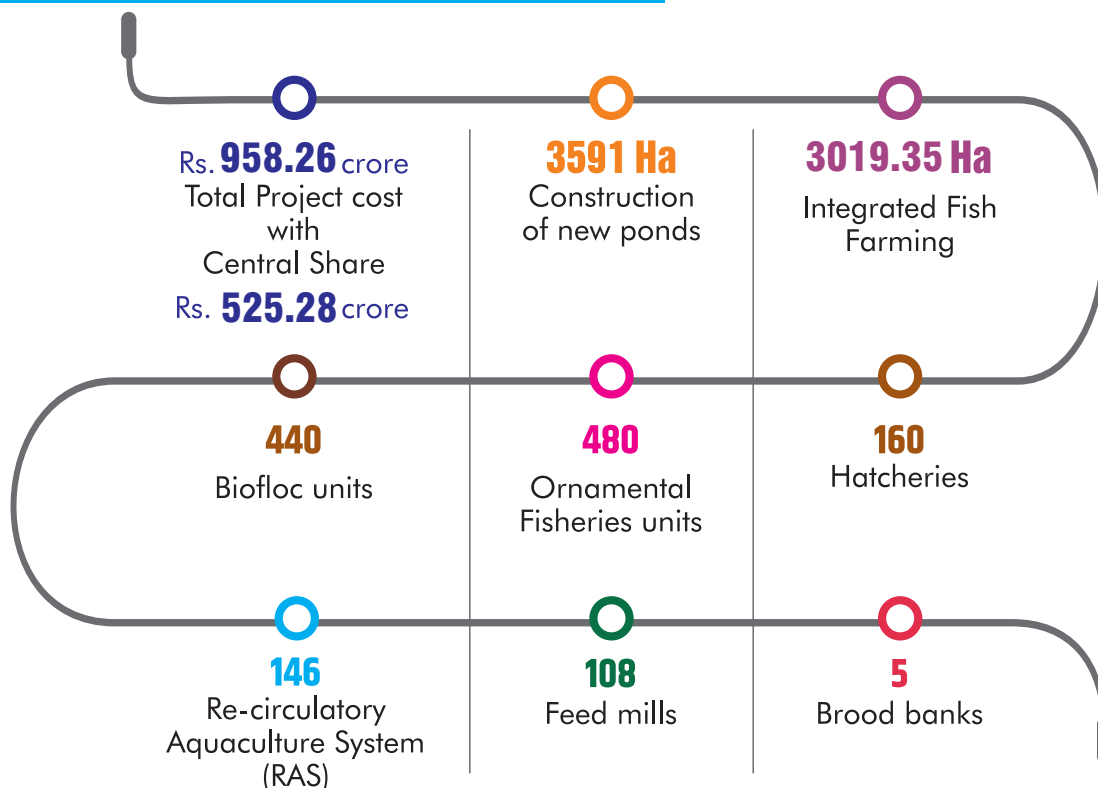 Rs. 958.26 crore
Total Project cost
with
Central Share
Rs. 525.28 crore
3591 Ha
Construction
of new ponds
3019.35 Ha
Integrated Fish
Farming
440
Biofloc units
480
Ornamental
Fisheries units
160
Hatcheries
146
Re-circulatory
Aquaculture System
(RAS)
108
Feed mills
5
Brood banks